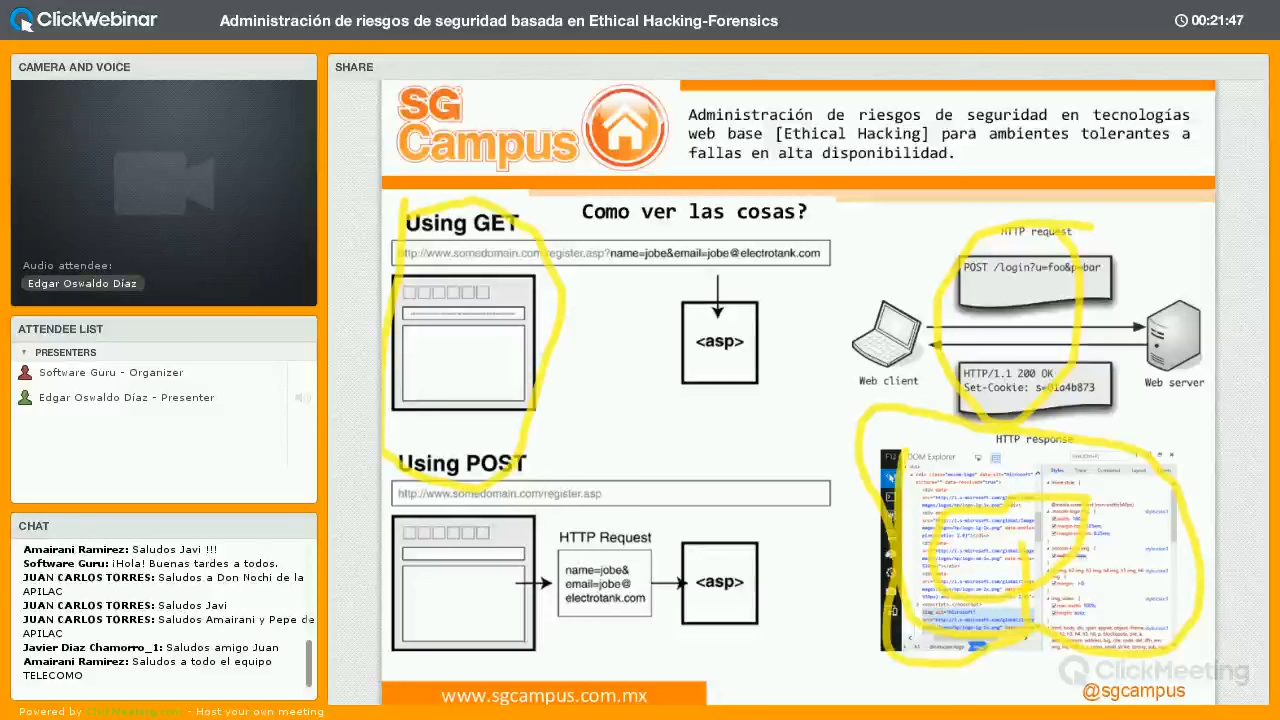 ClickWebinar
Administración de riesgos de seguridad basada en Ethical Hacking-Forensics
00:21:47
CAMERA AND VOICE
Audio attendee:
Edgar Oswaldo Díaz
ATTENDEE LIST
PRESENTERS
Software Guru - Organizer
Edgar Oswaldo Díaz - Presenter
CHAT
Amairani Ramirez: Saludos Javi !!!
Software Guru: ¡Hola! Buenas tardes a todos
JUAN CARLOS TORRES: Saludos a Don Nochi de la
APILAC
JUAN CARLOS TORRES: Saludos Javi!
JUAN CARLOS TORRES: Saludos Amairani y Pepe de
APILAC
Javier Diaz Chamorro_1: Saludos amigo Juan
Amairani Ramirez: Saludos a todo el equipo
TELECOMO
Powered by ClickMeeting.com - Host your own meeting
SHARE
SG
Campus
Administración de riesgos de seguridad en tecnologías
web base [Ethical Hacking] para ambientes tolerantes a
fallas en alta disponibilidad.
Como ver las cosas?
Using GET
http://www.somedomain.com/register.asp?name=jobe&email=jobe@electrotank.com
<asp>
Using POST
http://www.somedomain.com/register.asp
HTTP Request
name=jobe&
email=jobe@
electrotank.com
<asp>
HTTP request
POST /login?u=foo&p=bar
Web client
Web server
HTTP/1.1 200 OK
Set-Cookie: s=01a4b873
HTTP response
F12
DOM Explorer
www.sgcampus.com.mx
ClickMeeting
@sgcampus